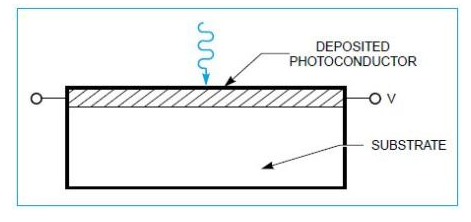 DEPOSITED
PHOTOCONDUCTOR
V
SUBSTRATE